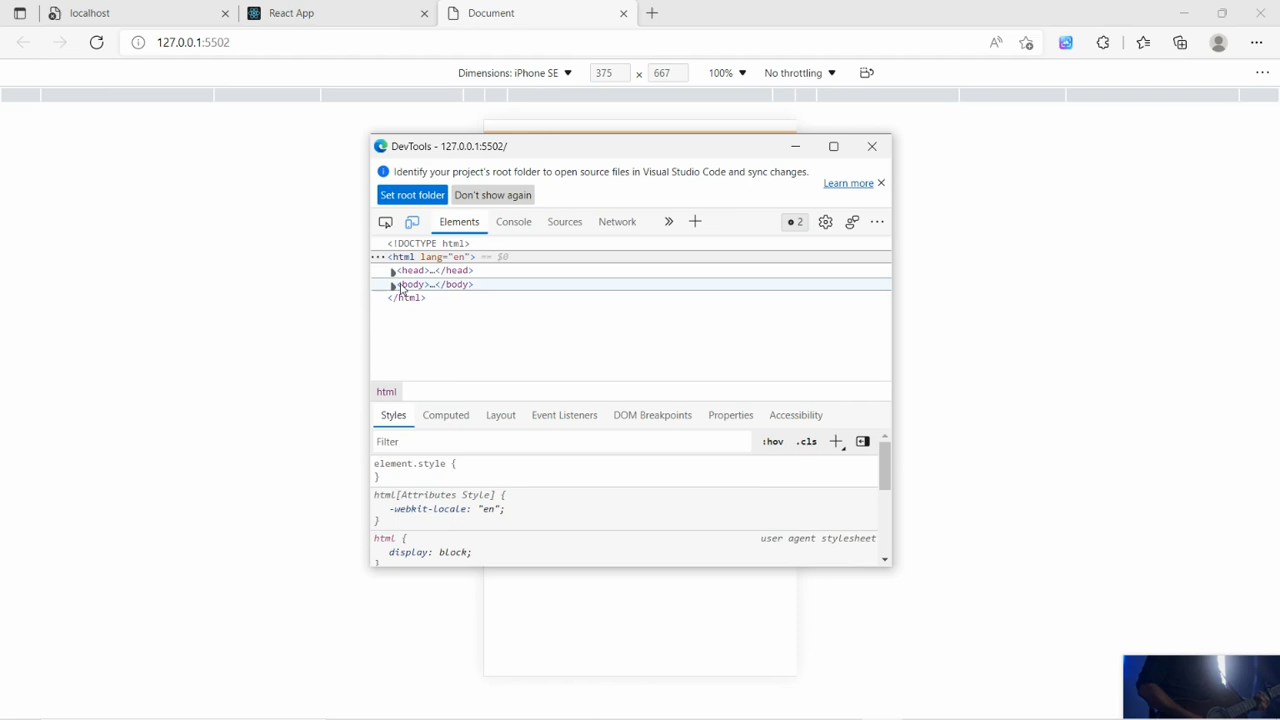 localhost
React App
Document
127.0.0.1:5502
Dimensions: iPhone SE
375 x 667
100%
No throttling
DevTools - 127.0.0.1:5502/
Identify your project's root folder to open source files in Visual Studio Code and sync changes.
Learn more
Set root folder
Don't show again
Elements
Console
Sources
Network
2
<!DOCTYPE html>
<html lang="en"> == $0
<head>…</head>
<body>…</body>
</html>
html
Styles
Computed
Layout
Event Listeners
DOM Breakpoints
Properties
Accessibility
Filter
:hov
.cls
element.style {
}
html[Attributes Style] {
-webkit-locale: "en";
}
html {
user agent stylesheet
display: block;
}